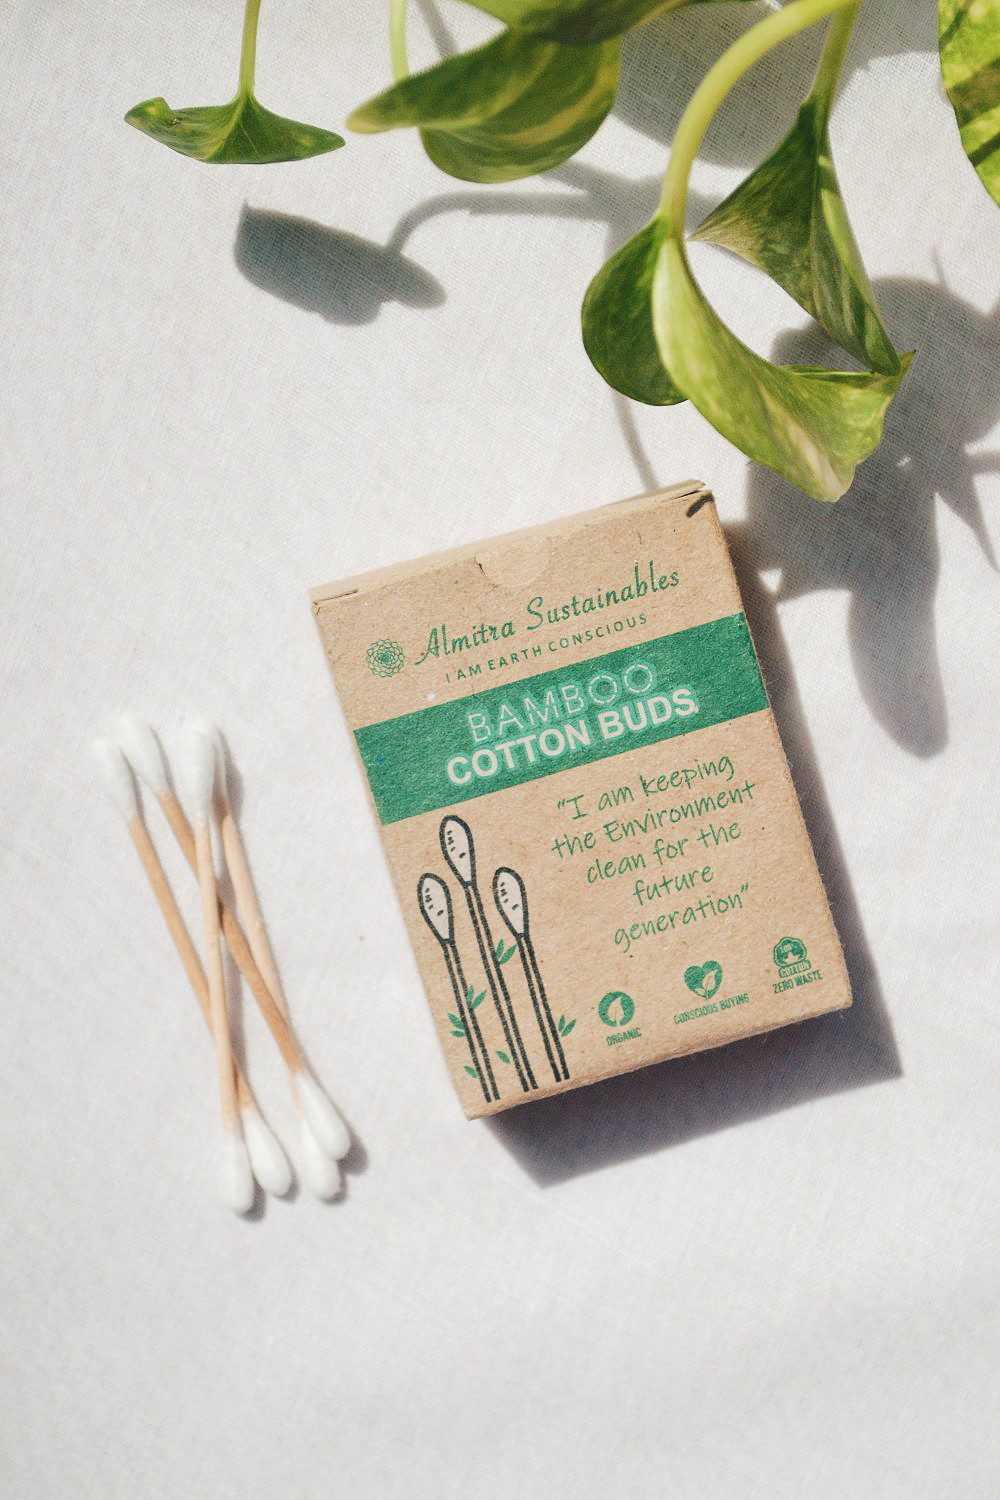 Almitra Sustainables
I AM EARTH CONSCIOUS
BAMBOO
COTTON BUDS
"I am keeping
the Environment
clean for the
future
generation"
ORGANIC
CONSCIOUS BUYING
COTTON
ZERO WASTE